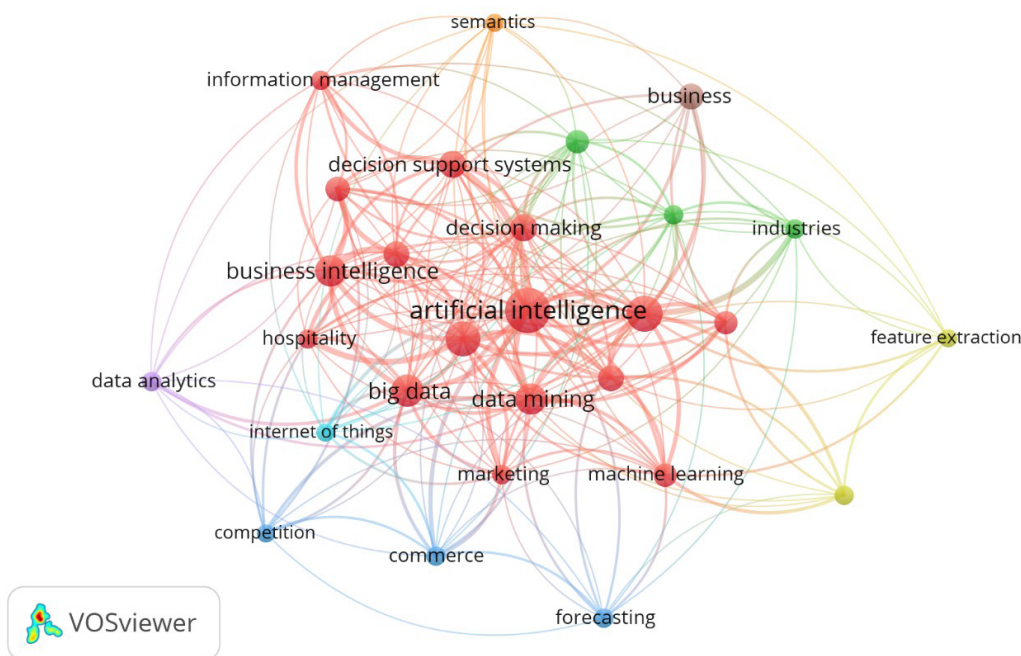 semantics
information management
business
decision support systems
decision making
industries
business intelligence
artificial intelligence
hospitality
feature extraction
data analytics
big data
data mining
internet of things
marketing
machine learning
competition
commerce
forecasting
VOSviewer